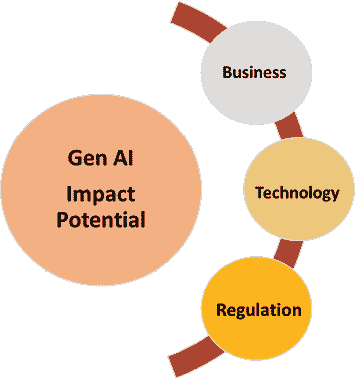 Gen AI
Impact
Potential
Business
Technology
Regulation